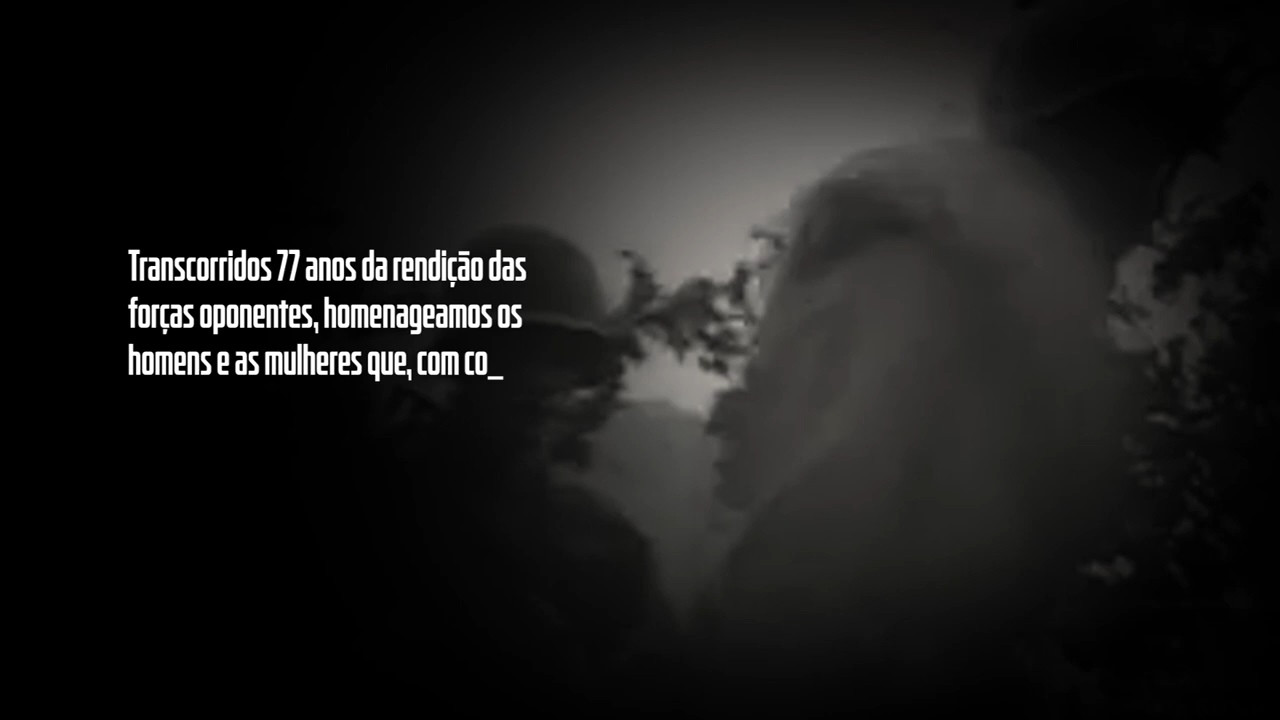 Transcorridos 77 anos da rendição das
forças oponentes, homenageamos os
homens e as mulheres que, com co_